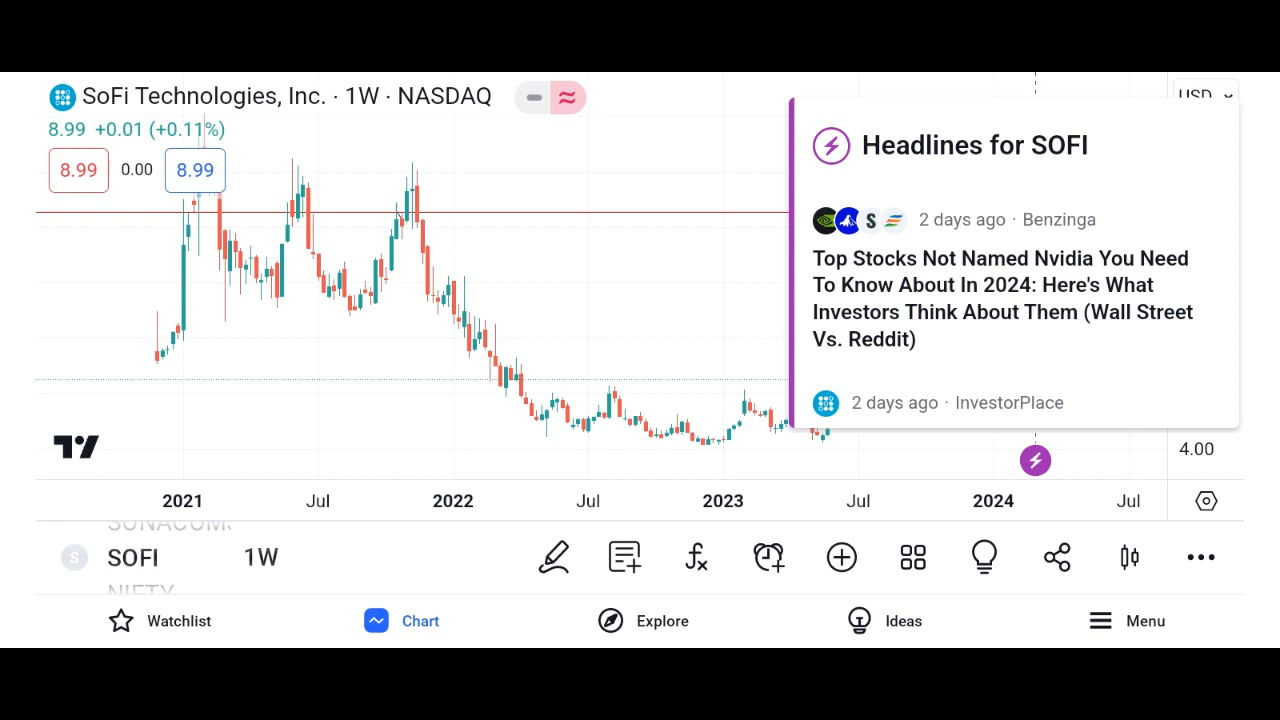 SoFi Technologies, Inc. · 1W · NASDAQ
USD
8.99 +0.01 (+0.11%)
8.99 0.00 8.99
Headlines for SOFI
2 days ago · Benzinga
Top Stocks Not Named Nvidia You Need
To Know About In 2024: Here's What
Investors Think About Them (Wall Street
Vs. Reddit)
2 days ago · InvestorPlace
4.00
2021 Jul 2022 Jul 2023 Jul 2024 Jul
S SOFI 1W
NIFTY
Watchlist Chart Explore Ideas Menu